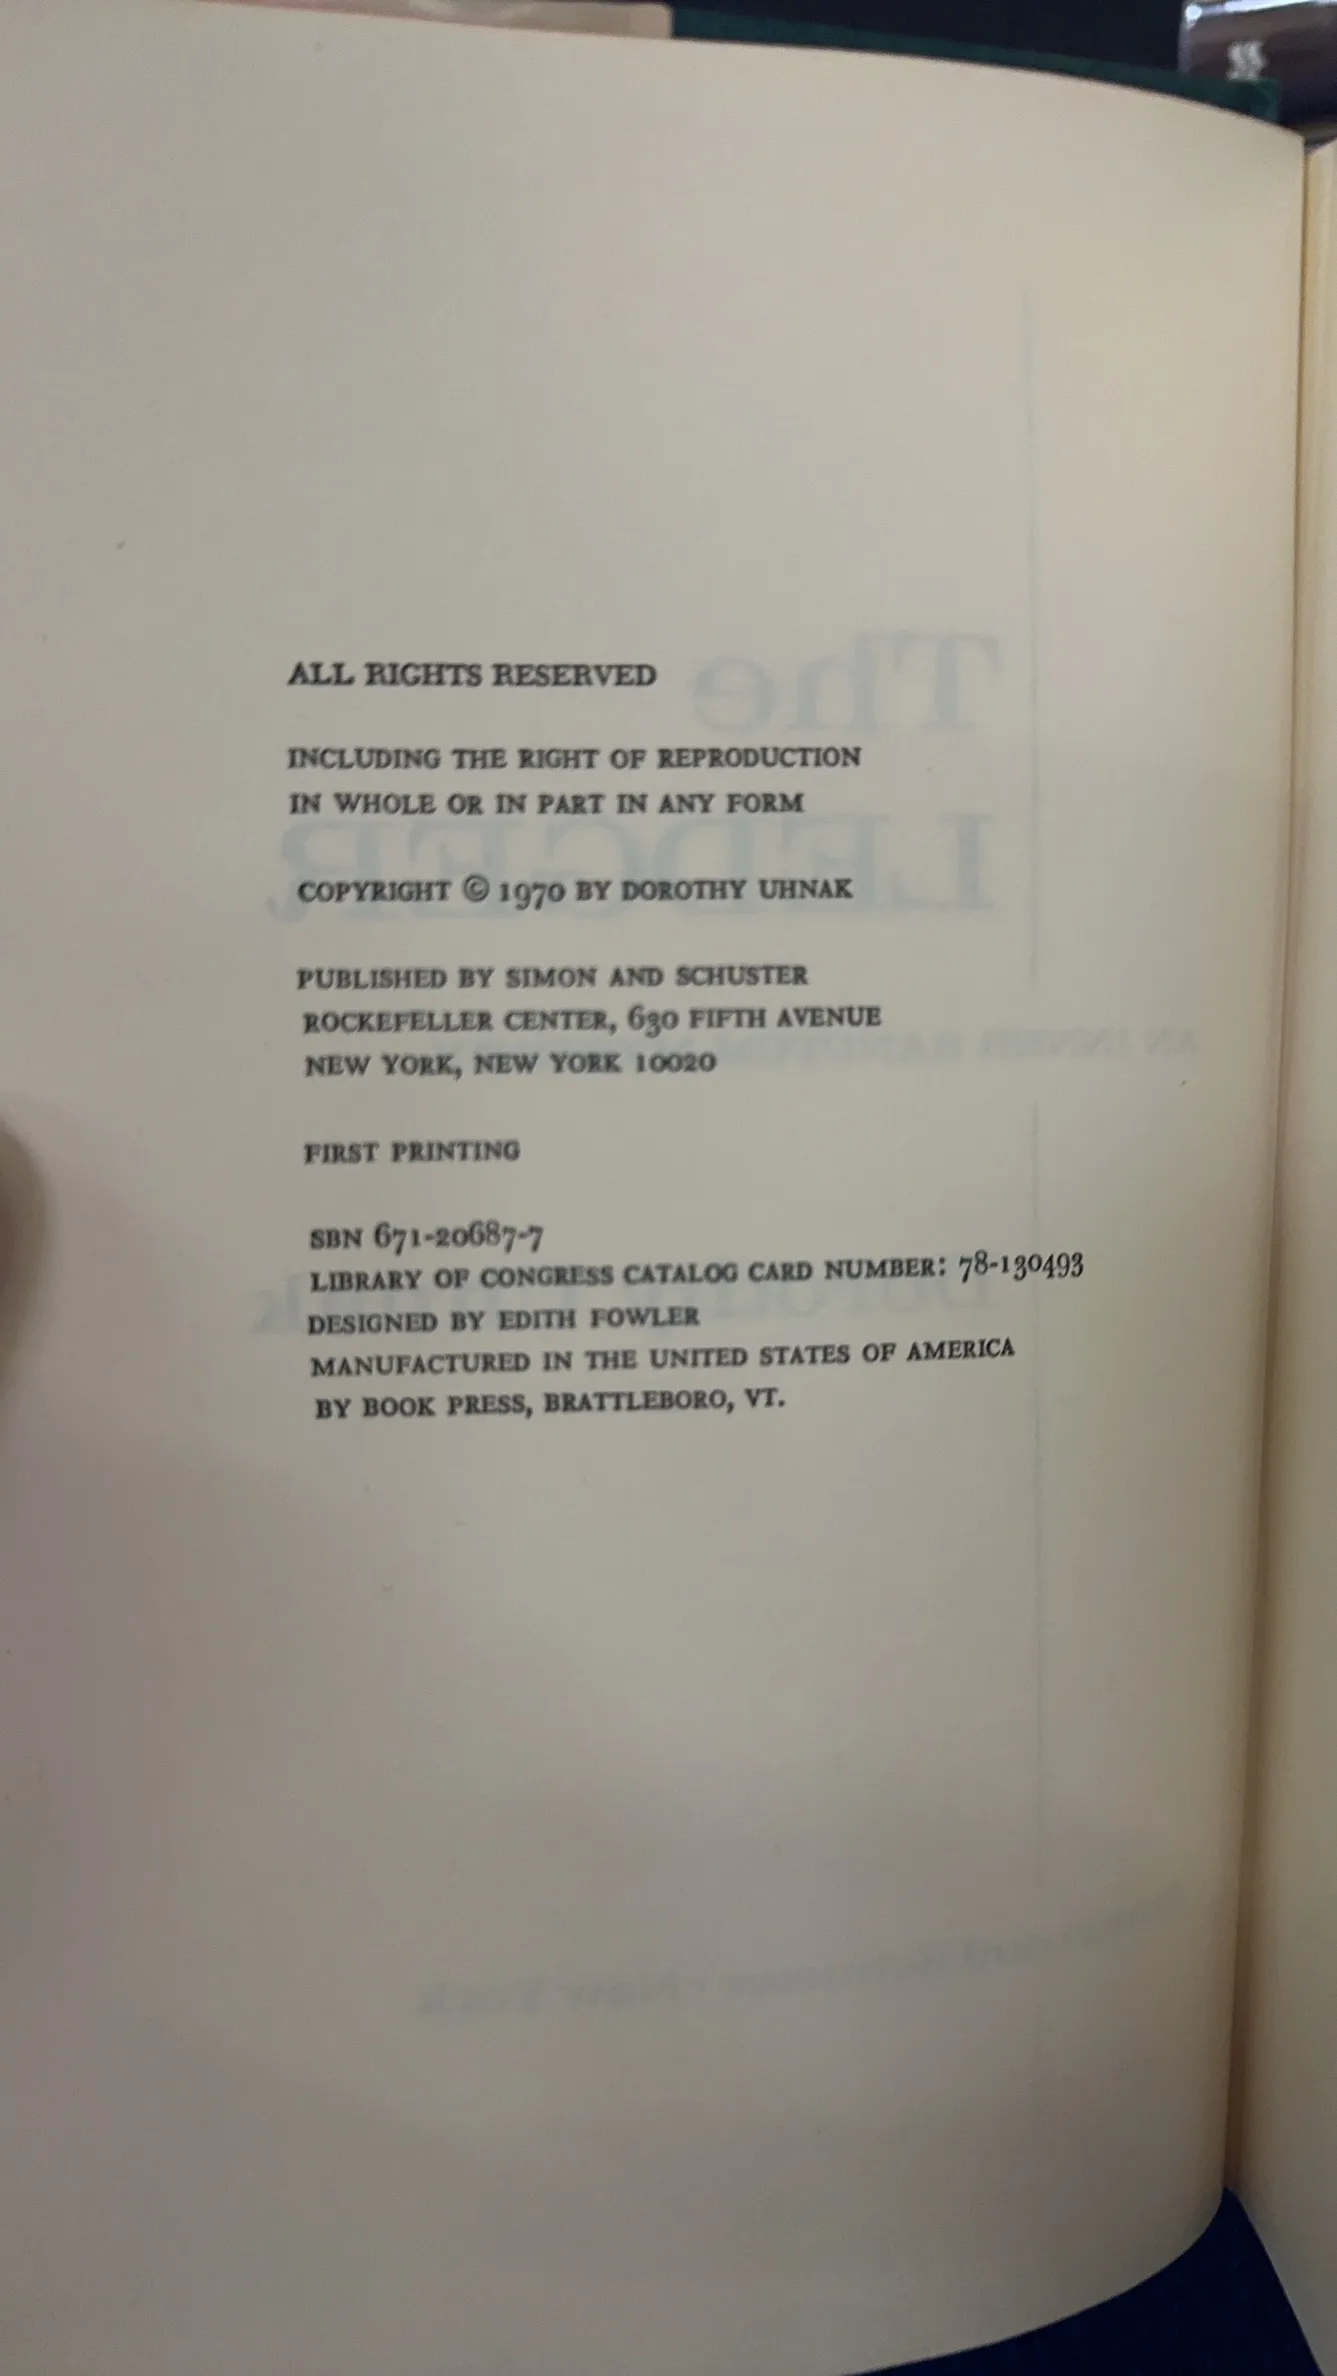 ALL RIGHTS RESERVED
INCLUDING THE RIGHT OF REPRODUCTION
IN WHOLE OR IN PART IN ANY FORM
COPYRIGHT © 1970 BY DOROTHY UHNAK
PUBLISHED BY SIMON AND SCHUSTER
ROCKEFELLER CENTER, 630 FIFTH AVENUE
NEW YORK, NEW YORK 10020
FIRST PRINTING
SBN 671-20687-7
LIBRARY OF CONGRESS CATALOG CARD NUMBER: 78-130493
DESIGNED BY EDITH FOWLER
MANUFACTURED IN THE UNITED STATES OF AMERICA
BY BOOK PRESS, BRATTLEBORO, VT.
The
LEDGER